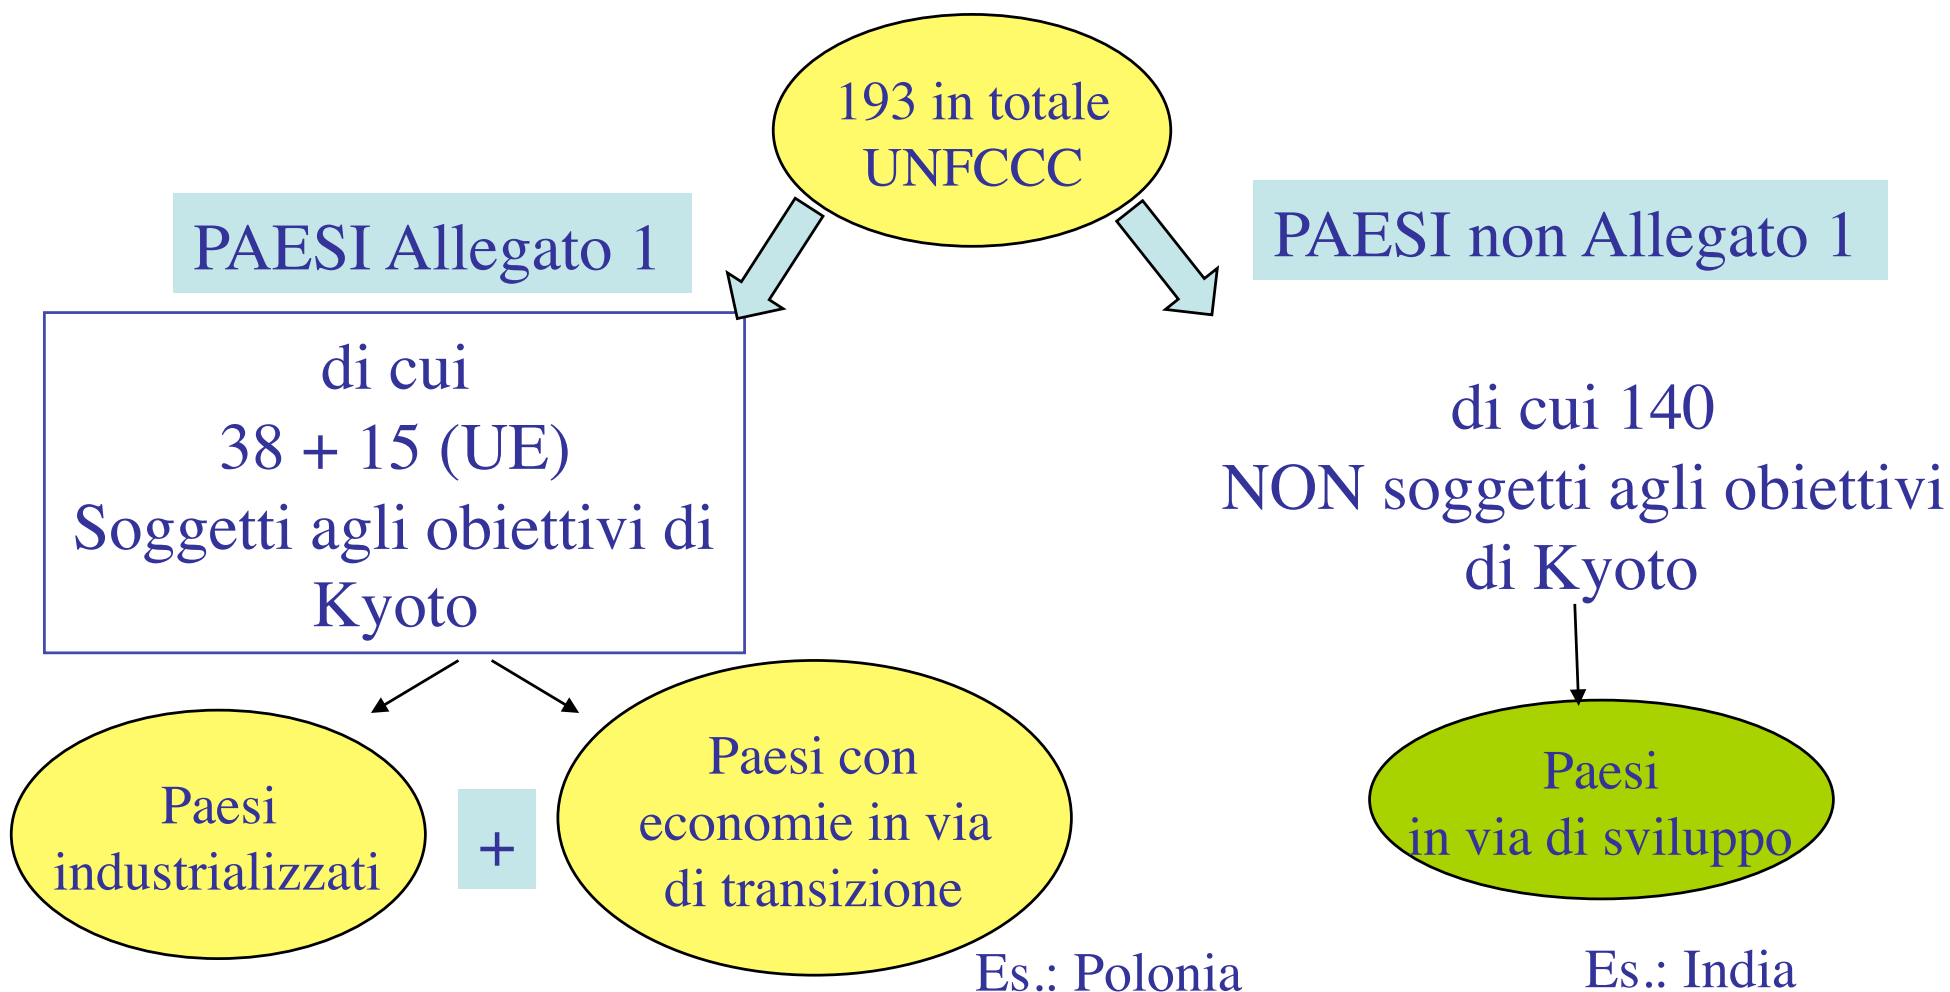 193 in totale
UNFCCC
PAESI Allegato 1
PAESI non Allegato 1
di cui
38 + 15 (UE)
Soggetti agli obiettivi di
Kyoto
di cui 140
NON soggetti agli obiettivi
di Kyoto
Paesi
industrializzati
+
Paesi con
economie in via
di transizione
Es.: Polonia
Paesi
in via di sviluppo
Es.: India